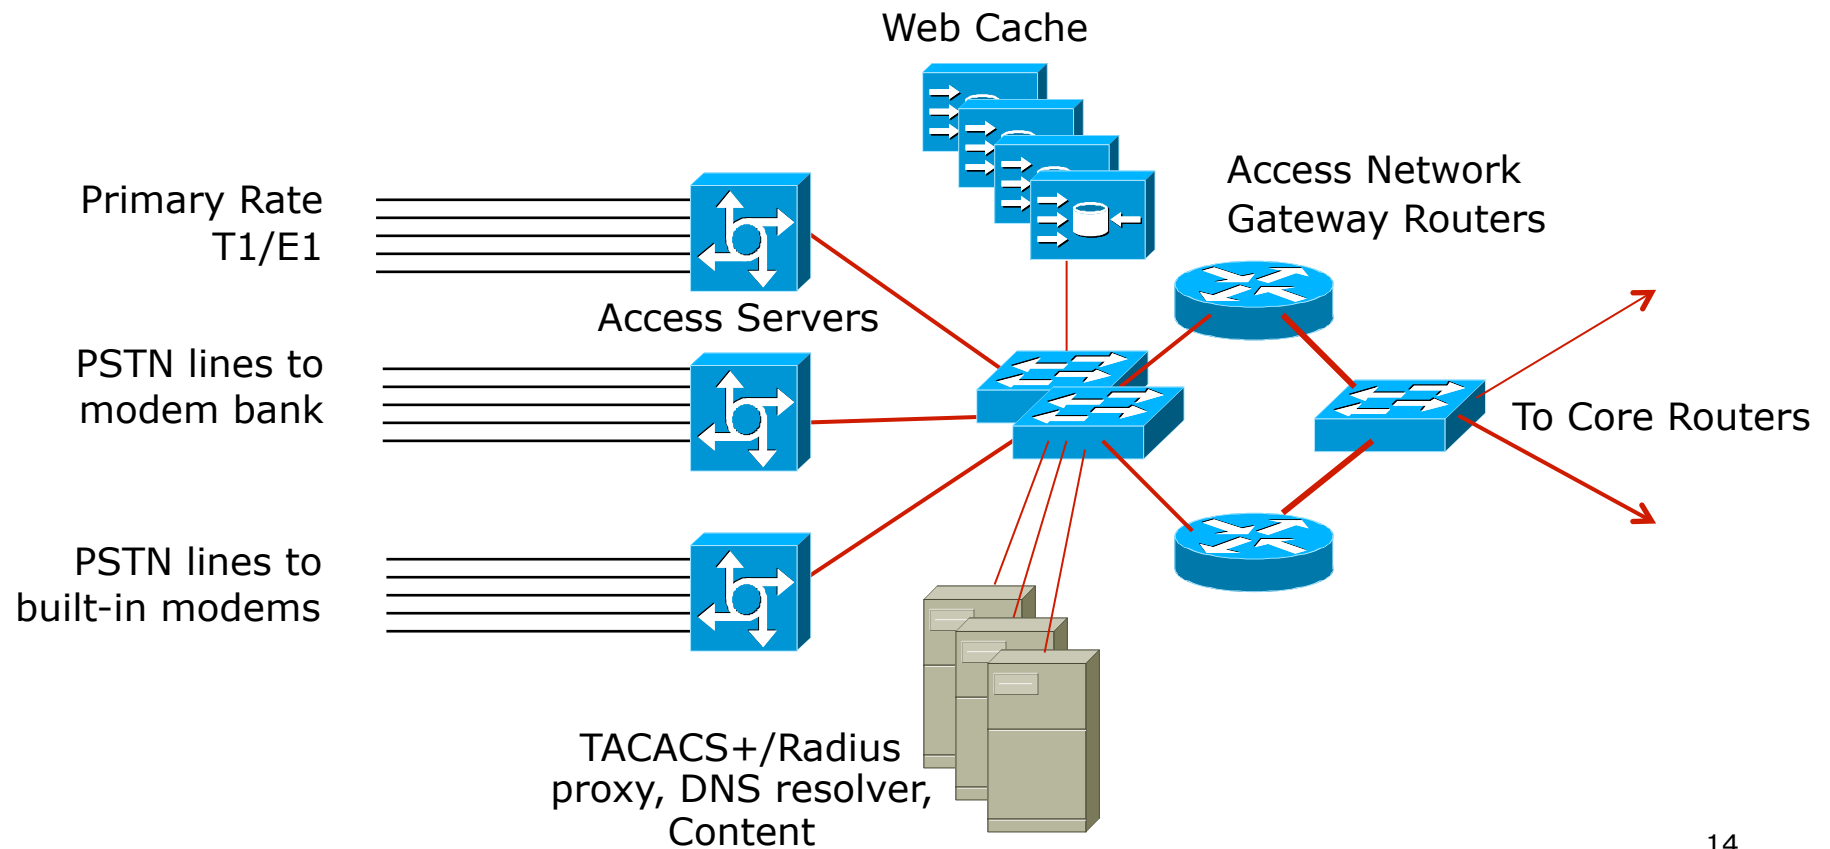 Web Cache
Access Network
Gateway Routers
Primary Rate
T1/E1
Access Servers
PSTN lines to
modem bank
To Core Routers
PSTN lines to
built-in modems
TACACS+/Radius
proxy, DNS resolver,
Content
14